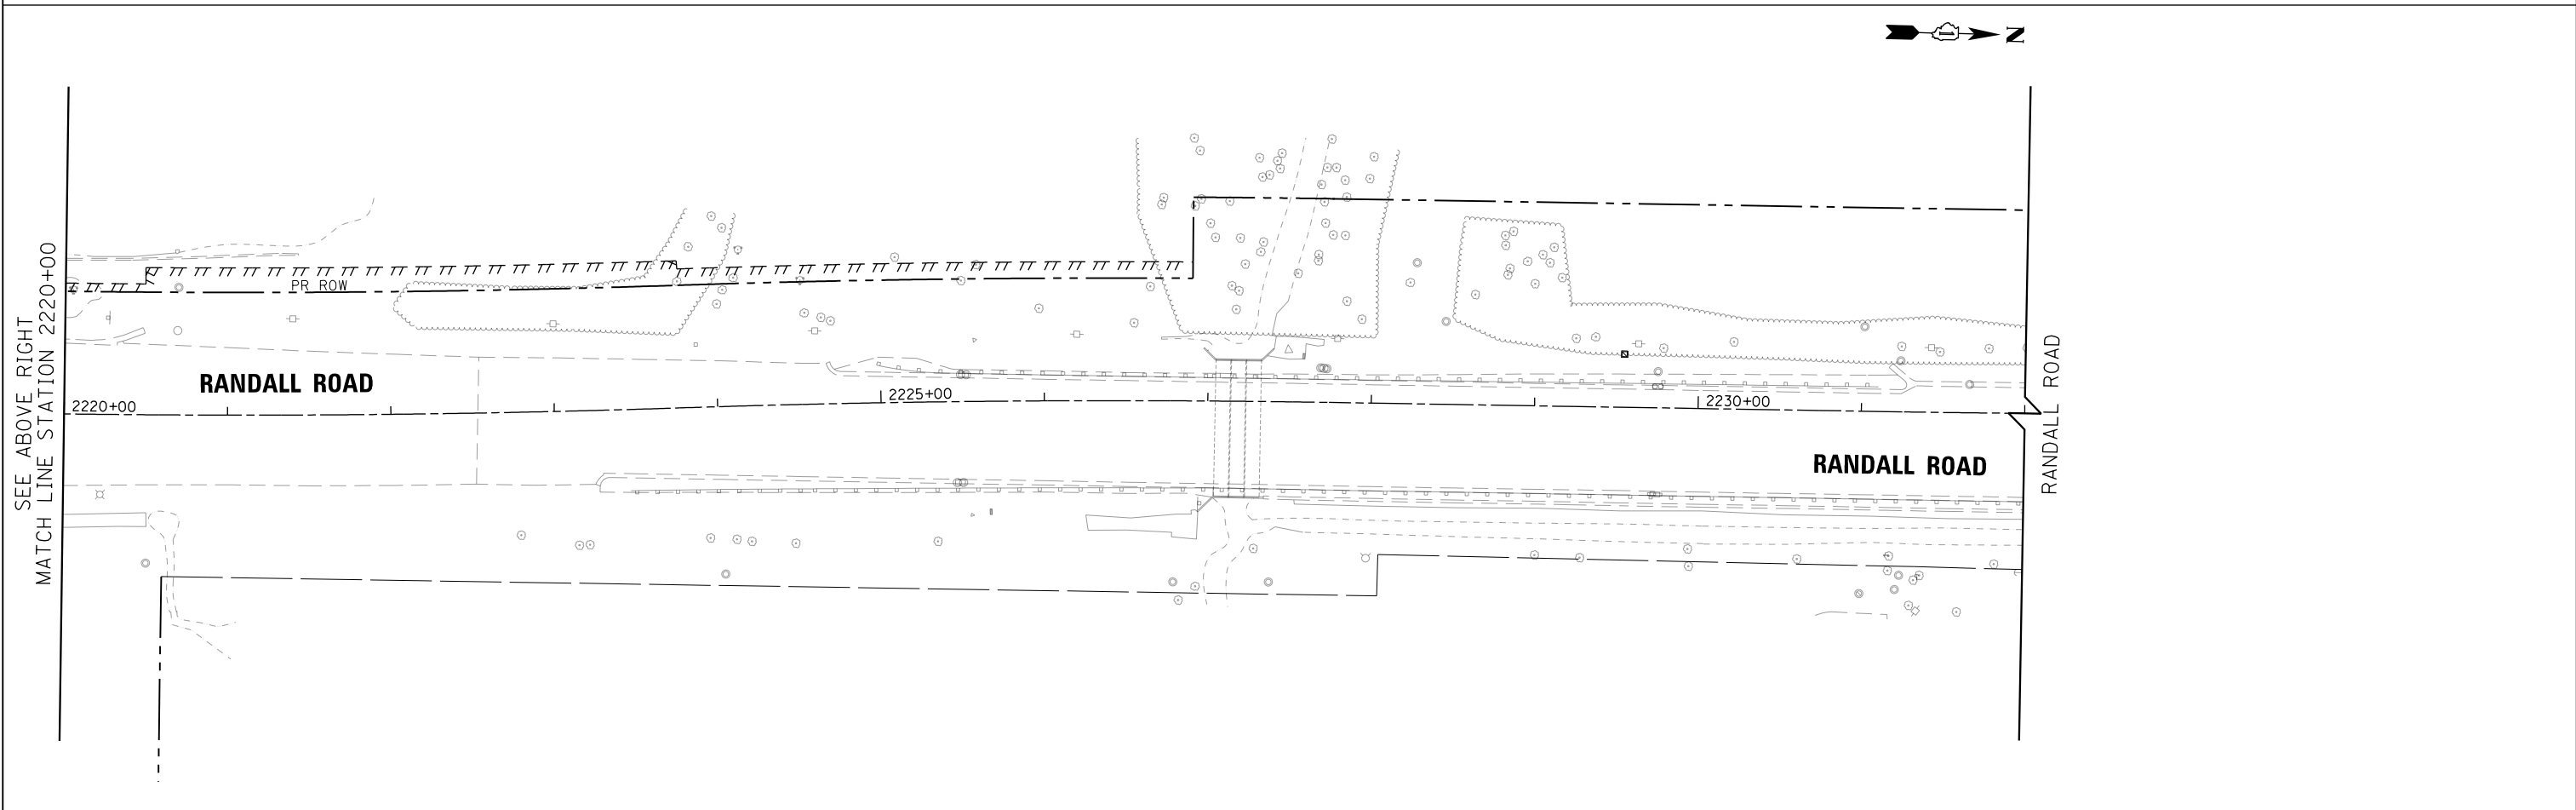 N
SEE ABOVE RIGHT
MATCH LINE STATION 2220+00
PR ROW
RANDALL ROAD
2220+00
2225+00
2230+00
RANDALL ROAD
RANDALL ROAD